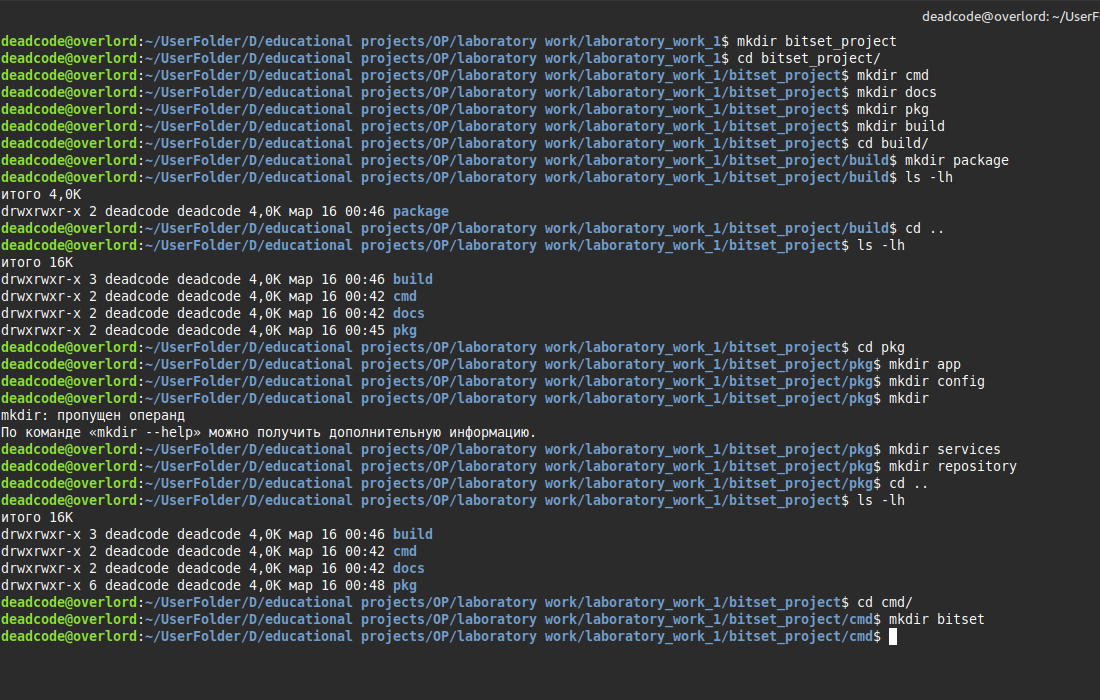 deadcode@overlord: ~/UserF
deadcode@overlord:~/UserFolder/D/educational projects/OP/laboratory work/laboratory_work_1$ mkdir bitset_project
deadcode@overlord:~/UserFolder/D/educational projects/OP/laboratory work/laboratory_work_1$ cd bitset_project/
deadcode@overlord:~/UserFolder/D/educational projects/OP/laboratory work/laboratory_work_1/bitset_project$ mkdir cmd
deadcode@overlord:~/UserFolder/D/educational projects/OP/laboratory work/laboratory_work_1/bitset_project$ mkdir docs
deadcode@overlord:~/UserFolder/D/educational projects/OP/laboratory work/laboratory_work_1/bitset_project$ mkdir pkg
deadcode@overlord:~/UserFolder/D/educational projects/OP/laboratory work/laboratory_work_1/bitset_project$ mkdir build
deadcode@overlord:~/UserFolder/D/educational projects/OP/laboratory work/laboratory_work_1/bitset_project$ cd build/
deadcode@overlord:~/UserFolder/D/educational projects/OP/laboratory work/laboratory_work_1/bitset_project/build$ mkdir package
deadcode@overlord:~/UserFolder/D/educational projects/OP/laboratory work/laboratory_work_1/bitset_project/build$ ls -lh
итого 4,0K
drwxrwxr-x 2 deadcode deadcode 4,0K мар 16 00:46 package
deadcode@overlord:~/UserFolder/D/educational projects/OP/laboratory work/laboratory_work_1/bitset_project/build$ cd ..
deadcode@overlord:~/UserFolder/D/educational projects/OP/laboratory work/laboratory_work_1/bitset_project$ ls -lh
итого 16K
drwxrwxr-x 3 deadcode deadcode 4,0K мар 16 00:46 build
drwxrwxr-x 2 deadcode deadcode 4,0K мар 16 00:42 cmd
drwxrwxr-x 2 deadcode deadcode 4,0K мар 16 00:42 docs
drwxrwxr-x 2 deadcode deadcode 4,0K мар 16 00:45 pkg
deadcode@overlord:~/UserFolder/D/educational projects/OP/laboratory work/laboratory_work_1/bitset_project$ cd pkg
deadcode@overlord:~/UserFolder/D/educational projects/OP/laboratory work/laboratory_work_1/bitset_project/pkg$ mkdir app
deadcode@overlord:~/UserFolder/D/educational projects/OP/laboratory work/laboratory_work_1/bitset_project/pkg$ mkdir config
deadcode@overlord:~/UserFolder/D/educational projects/OP/laboratory work/laboratory_work_1/bitset_project/pkg$ mkdir
mkdir: пропущен операнд
По команде «mkdir --help» можно получить дополнительную информацию.
deadcode@overlord:~/UserFolder/D/educational projects/OP/laboratory work/laboratory_work_1/bitset_project/pkg$ mkdir services
deadcode@overlord:~/UserFolder/D/educational projects/OP/laboratory work/laboratory_work_1/bitset_project/pkg$ mkdir repository
deadcode@overlord:~/UserFolder/D/educational projects/OP/laboratory work/laboratory_work_1/bitset_project/pkg$ cd ..
deadcode@overlord:~/UserFolder/D/educational projects/OP/laboratory work/laboratory_work_1/bitset_project$ ls -lh
итого 16K
drwxrwxr-x 3 deadcode deadcode 4,0K мар 16 00:46 build
drwxrwxr-x 2 deadcode deadcode 4,0K мар 16 00:42 cmd
drwxrwxr-x 2 deadcode deadcode 4,0K мар 16 00:42 docs
drwxrwxr-x 6 deadcode deadcode 4,0K мар 16 00:48 pkg
deadcode@overlord:~/UserFolder/D/educational projects/OP/laboratory work/laboratory_work_1/bitset_project$ cd cmd/
deadcode@overlord:~/UserFolder/D/educational projects/OP/laboratory work/laboratory_work_1/bitset_project/cmd$ mkdir bitset
deadcode@overlord:~/UserFolder/D/educational projects/OP/laboratory work/laboratory_work_1/bitset_project/cmd$